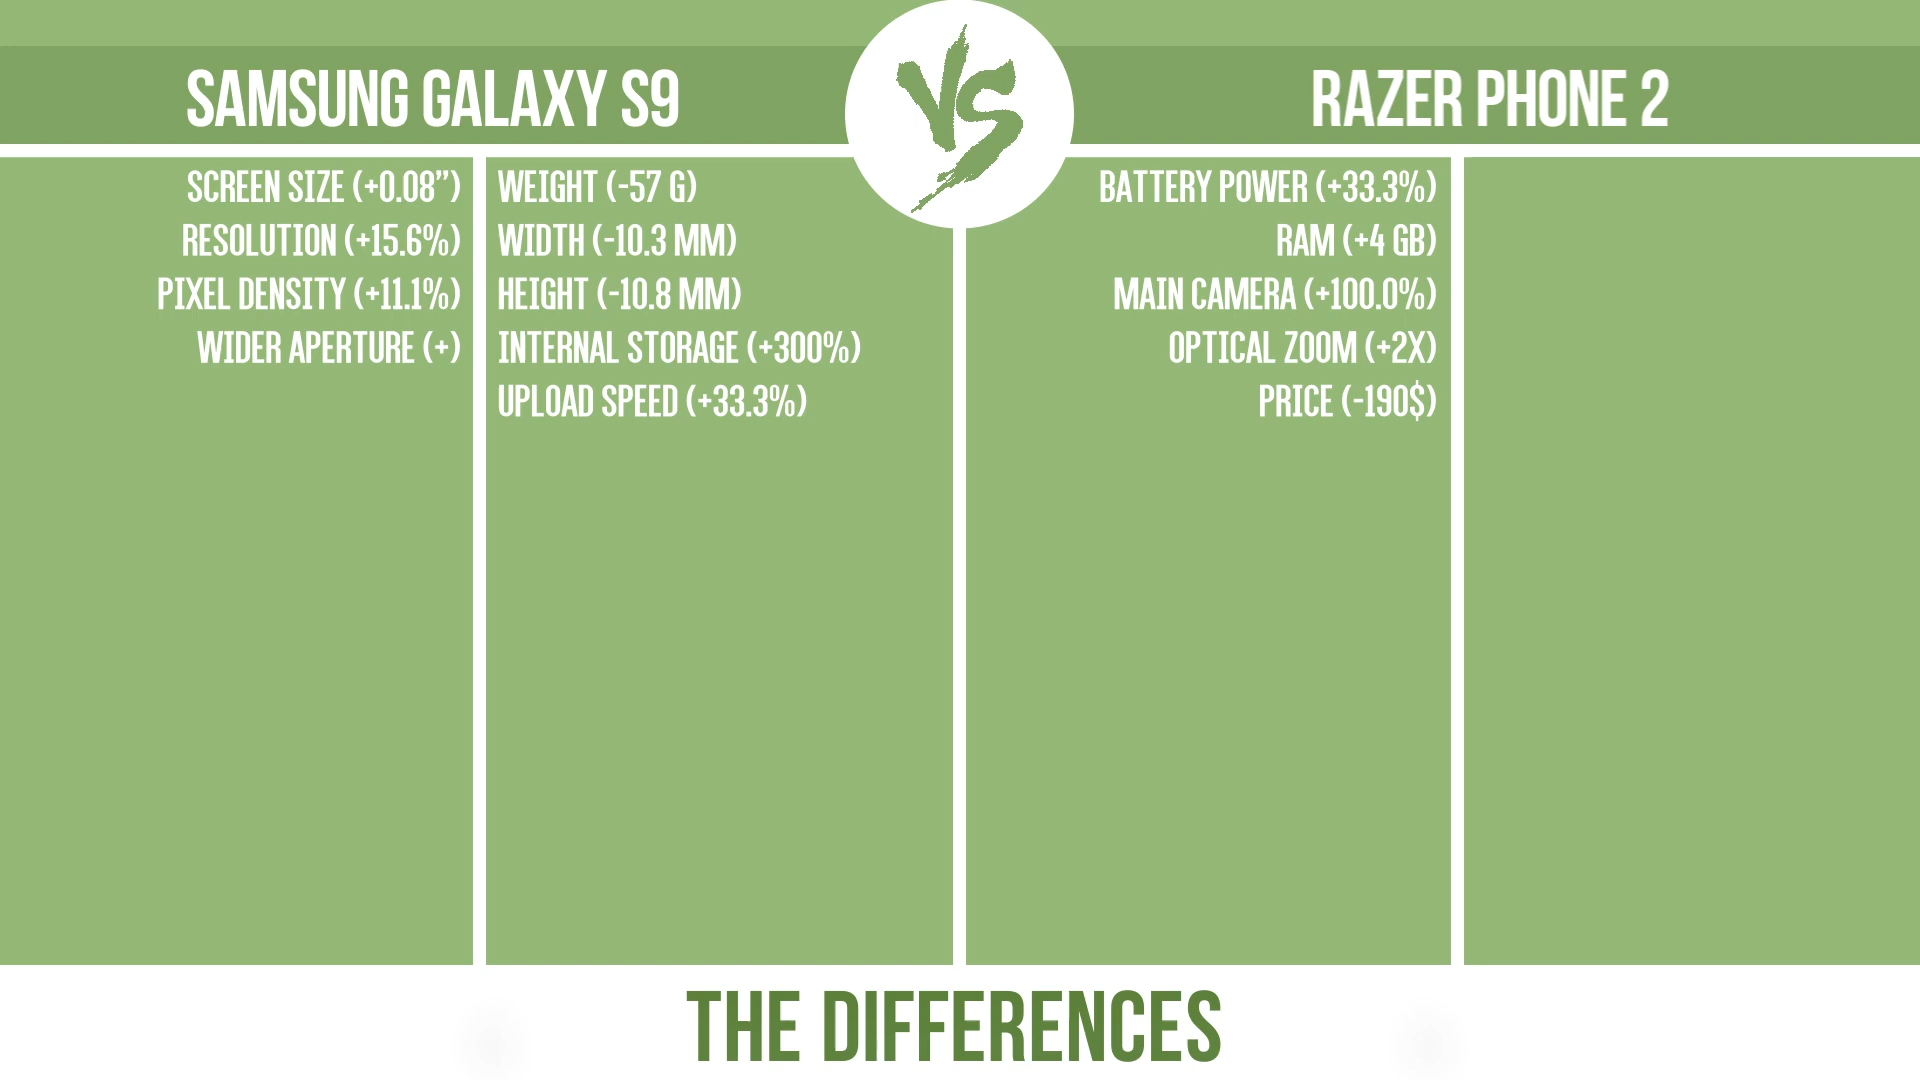 SAMSUNG GALAXY S9
VS
RAZER PHONE 2
SCREEN SIZE (+0.08”)
RESOLUTION (+15.6%)
PIXEL DENSITY (+11.1%)
WIDER APERTURE (+)
WEIGHT (-57 G)
WIDTH (-10.3 MM)
HEIGHT (-10.8 MM)
INTERNAL STORAGE (+300%)
UPLOAD SPEED (+33.3%)
BATTERY POWER (+33.3%)
RAM (+4 GB)
MAIN CAMERA (+100.0%)
OPTICAL ZOOM (+2X)
PRICE (-190$)
THE DIFFERENCES